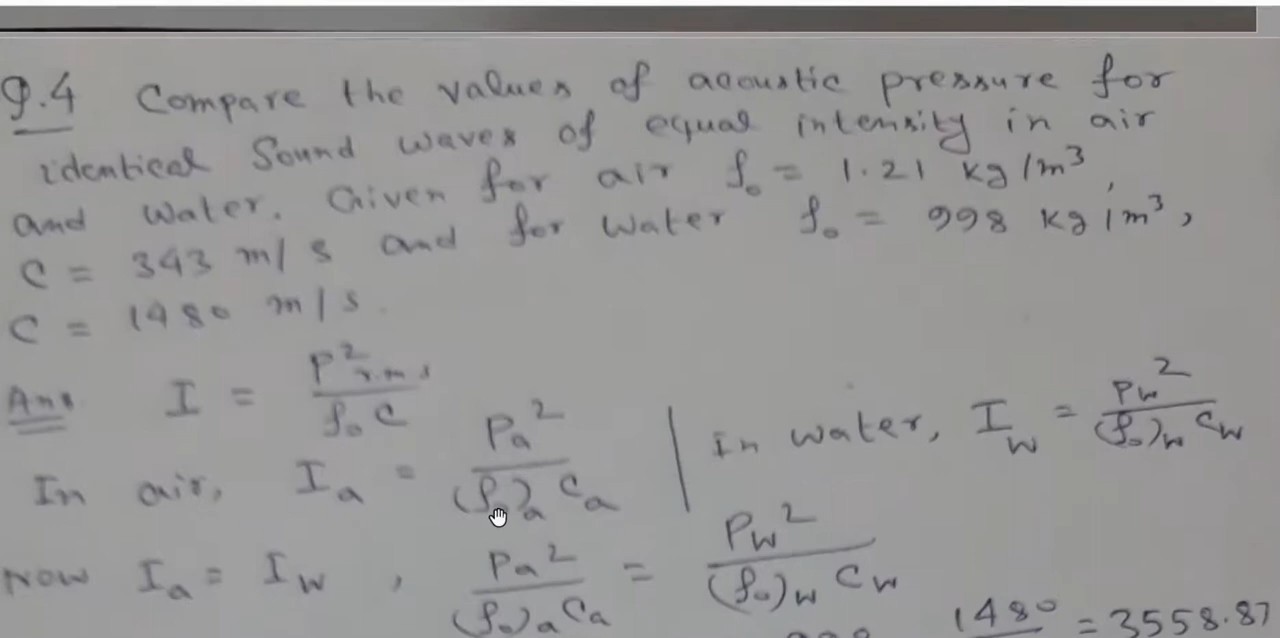 Q.4 Compare the values of acoustic pressure for
identical Sound waves of equal intensity in air
and water. Given for air ρ₀ = 1.21 kg/m³,
C = 343 m/s and for water ρ₀ = 998 kg/m³,
C = 1480 m/s.
Ans I = P²r.m.s / ρ₀ C
In air, Iₐ = Pₐ² / (ρ₀)ₐ Cₐ | In water, I_w = P_w² / (ρ₀)_w C_w
Now Iₐ = I_w , Pₐ² / (ρ₀)ₐ Cₐ = P_w² / (ρ₀)_w C_w
1480 = 3558.87